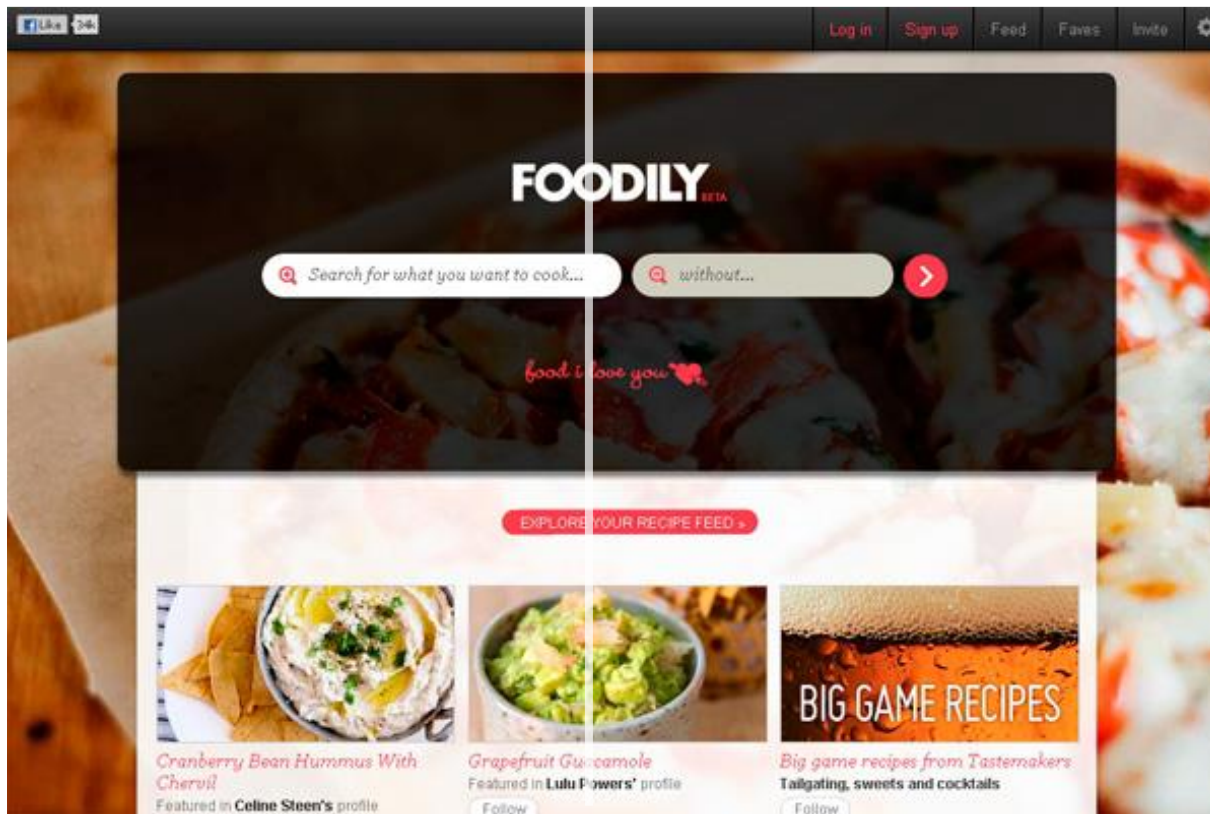 Like 34k
Log in Sign up Feed Faves Invite
FOODILY BETA
Search for what you want to cook... without...
food i love you
EXPLORE YOUR RECIPE FEED »
BIG GAME RECIPES
Cranberry Bean Hummus With
Chervil
Featured in Celine Steen's profile
Grapefruit Guacamole
Featured in Lulu Powers' profile
Follow
Big game recipes from Tastemakers
Tailgating, sweets and cocktails
Follow